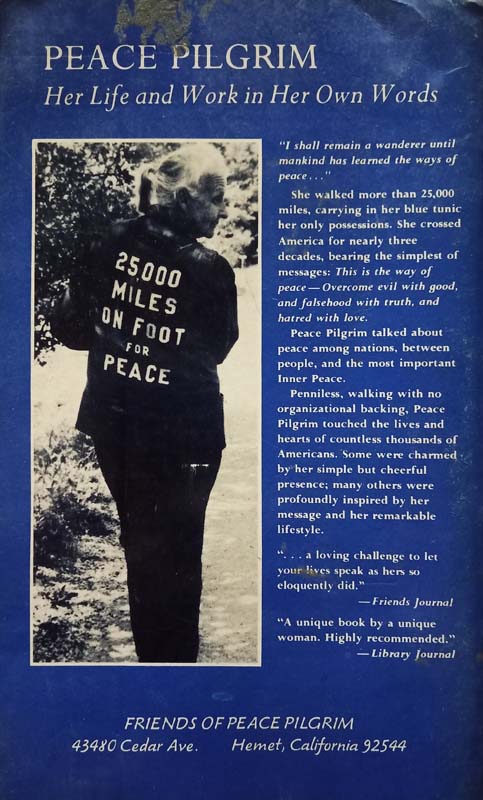 PEACE PILGRIM
Her Life and Work in Her Own Words
25000
MILES
ON FOOT
FOR
PEACE
"I shall remain a wanderer until
mankind has learned the ways of
peace..."
She walked more than 25,000
miles, carrying in her blue tunic
her only possessions. She crossed
America for nearly three
decades, bearing the simplest of
messages: This is the way of
peace—Overcome evil with good,
and falsehood with truth, and
hatred with love.
Peace Pilgrim talked about
peace among nations, between
people, and the most important
Inner Peace.
Penniless, walking with no
organizational backing, Peace
Pilgrim touched the lives and
hearts of countless thousands of
Americans. Some were charmed
by her simple but cheerful
presence; many others were
profoundly inspired by her
message and her remarkable
lifestyle.
"...a loving challenge to let
your lives speak as hers so
eloquently did."
—Friends Journal
"A unique book by a unique
woman. Highly recommended."
—Library Journal
FRIENDS OF PEACE PILGRIM
43480 Cedar Ave. Hemet, California 92544